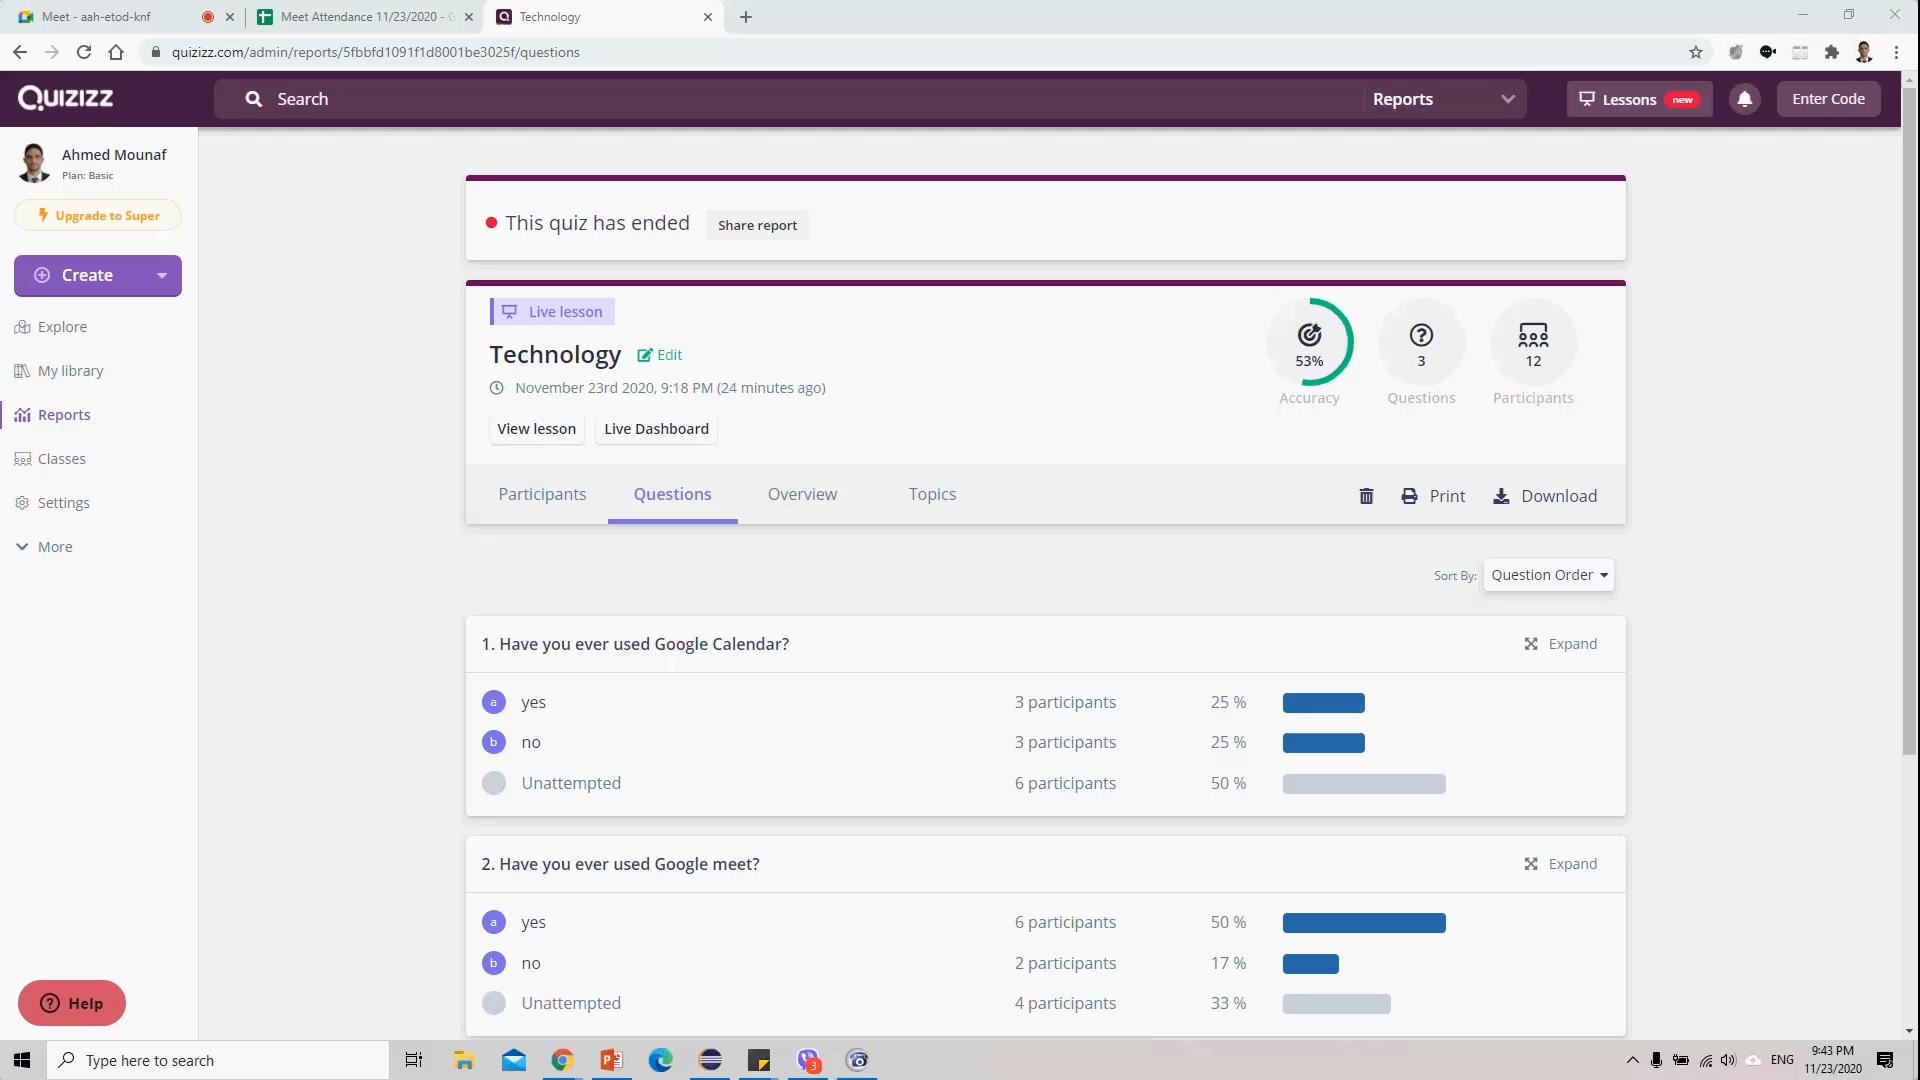 Meet - aah-etod-knf
Meet Attendance 11/23/2020 - G
Technology
quizizz.com/admin/reports/5fbbfd1091f1d8001be3025f/questions
QUIZIZZ
Search
Reports
Lessons new
Enter Code
Ahmed Mounaf
Plan: Basic
Upgrade to Super
Create
Explore
My library
Reports
Classes
Settings
More
Help
This quiz has ended
Share report
Live lesson
Technology
Edit
November 23rd 2020, 9:18 PM (24 minutes ago)
View lesson
Live Dashboard
53%
Accuracy
3
Questions
12
Participants
Participants
Questions
Overview
Topics
Print
Download
Sort By: Question Order
1. Have you ever used Google Calendar?
Expand
a yes 3 participants 25 %
b no 3 participants 25 %
Unattempted 6 participants 50 %
2. Have you ever used Google meet?
Expand
a yes 6 participants 50 %
b no 2 participants 17 %
Unattempted 4 participants 33 %
Type here to search
3
ENG
9:43 PM
11/23/2020